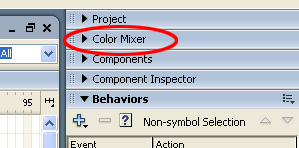 Project
Color Mixer
All
Components
Component Inspector
95
Behaviors
Non-symbol Selection
Event Action